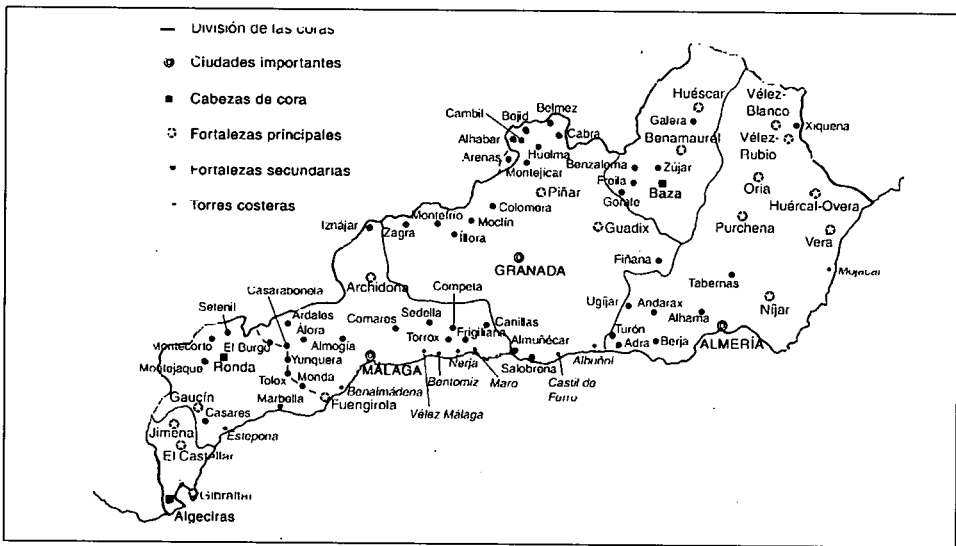 División de las coras
Ciudades importantes
Cabezas de cora
Fortalezas principales
Fortalezas secundarias
Torres costeras
Huéscar
Galera
Benamaurel
Vélez-
Blanco
Xiquena
Vélez-
Rubio
Belmez
Bojid
Cambil
Cabra
Alhabar
Huelma
Arenas
Montejícar
Benzaloma
Zújar
Froila
Baza
Gorafe
Oria
Huércal-Overa
Piñar
Colomera
Montefrío
Moclín
Iznájar
Zagra
Íllora
Guadix
Purchena
Vera
GRANADA
Fiñana
Mojácar
Tabernas
Archidona
Casarabonela
Competa
Ugíjar
Andarax
Níjar
Setenil
Ardales
Comares
Sedella
Canillas
Alhama
Álora
Frigiliana
Turón
Montecorto
El Burgo
Almogía
Torrox
Almuñécar
Adra
Berja
ALMERÍA
Montejaque
Ronda
Yunquera
MÁLAGA
Nerja
Salobreña
Albuñol
Tolox
Monda
Benalmádena
Bentomiz
Maro
Castil de
Ferro
Gaucín
Marbella
Fuengirola
Vélez Málaga
Casares
Jimena
Estepona
El Castellar
Gibraltar
Algeciras